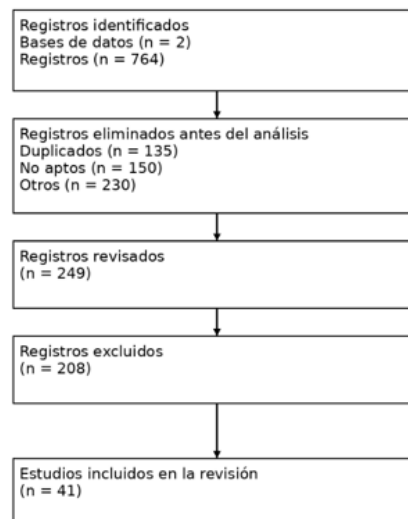 Registros identificados
Bases de datos (n = 2)
Registros (n = 764)
Registros eliminados antes del análisis
Duplicados (n = 135)
No aptos (n = 150)
Otros (n = 230)
Registros revisados
(n = 249)
Registros excluidos
(n = 208)
Estudios incluidos en la revisión
(n = 41)